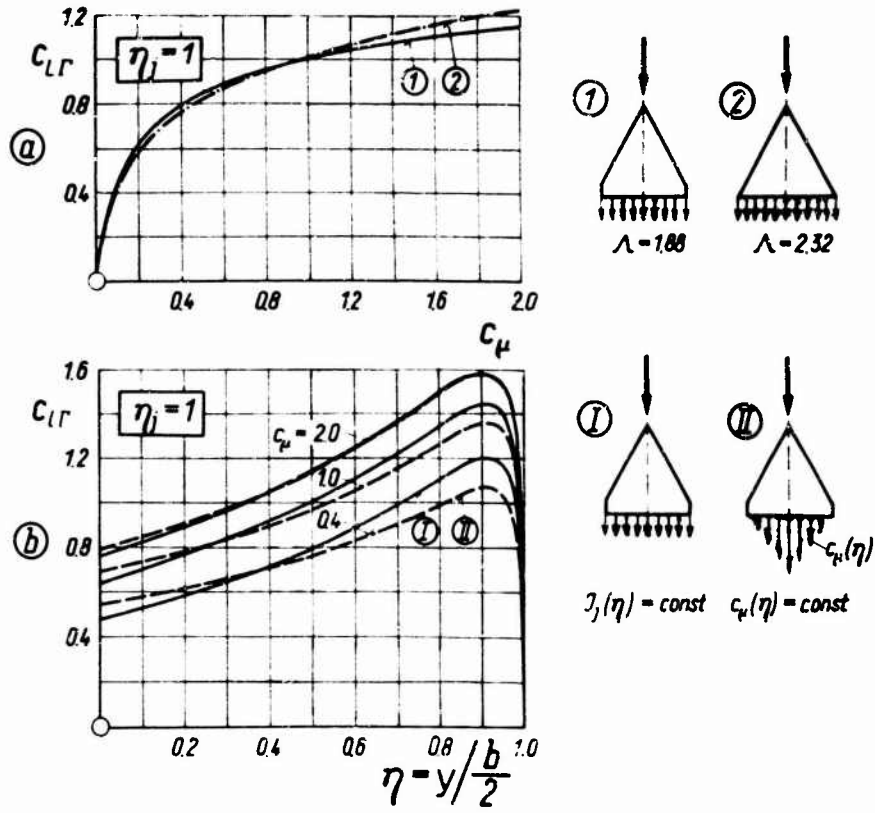 1.2
C_LΓ
η_j = 1
0.8
0.4
① ②
ⓐ
0.4 0.8 1.2 1.6 2.0
C_μ
① ②
Λ = 1,88 Λ = 2,32
1.6
C_LΓ
η_j = 1
c_μ = 2.0
1.2
1.0
0.4
0.8
Ⓘ Ⅱ
ⓑ
0.4
0.2 0.4 0.6 0.8 1.0
η = y/b/2
Ⓘ Ⅱ
c_μ(η)
J_j(η) = const c_μ(η) = const